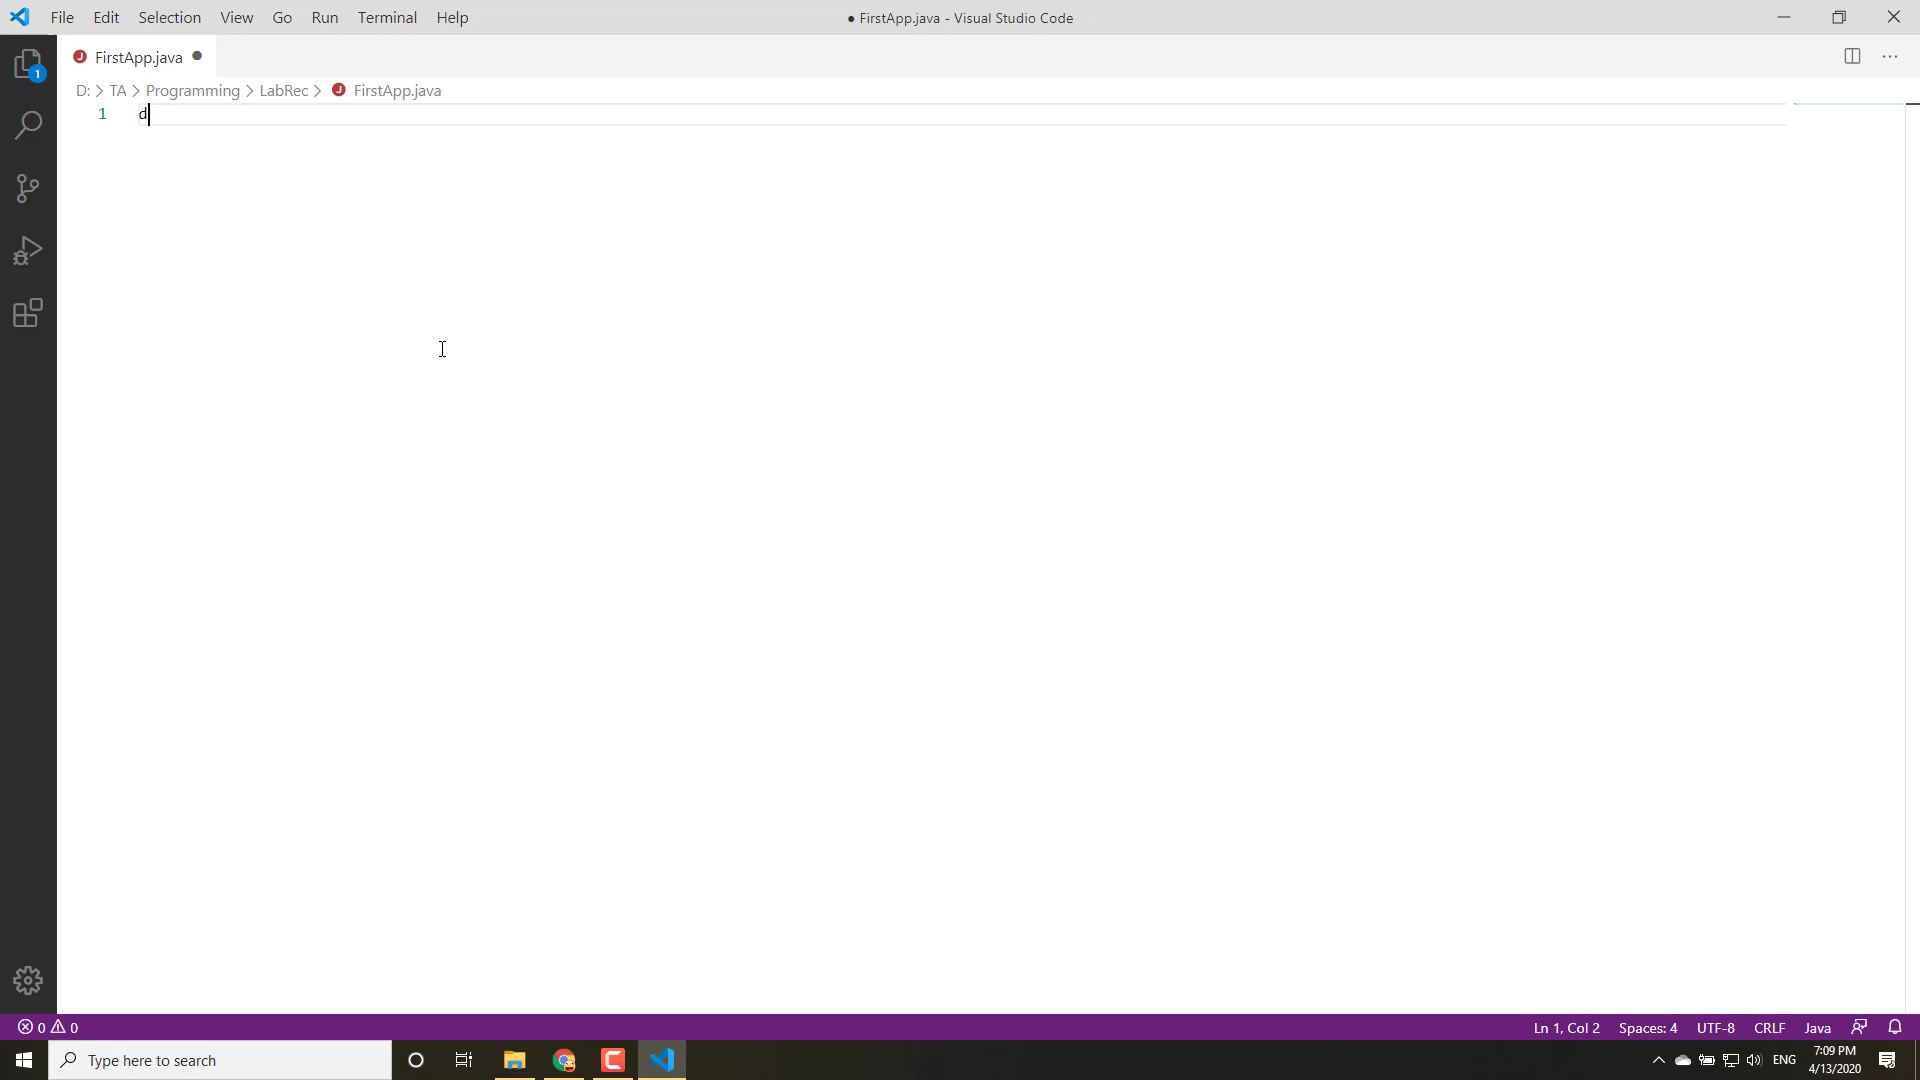 File Edit Selection View Go Run Terminal Help
● FirstApp.java - Visual Studio Code
1
J FirstApp.java ●
D: > TA > Programming > LabRec > J FirstApp.java
1 d
0 0
Ln 1, Col 2 Spaces: 4 UTF-8 CRLF Java
Type here to search
ENG
7:09 PM
4/13/2020